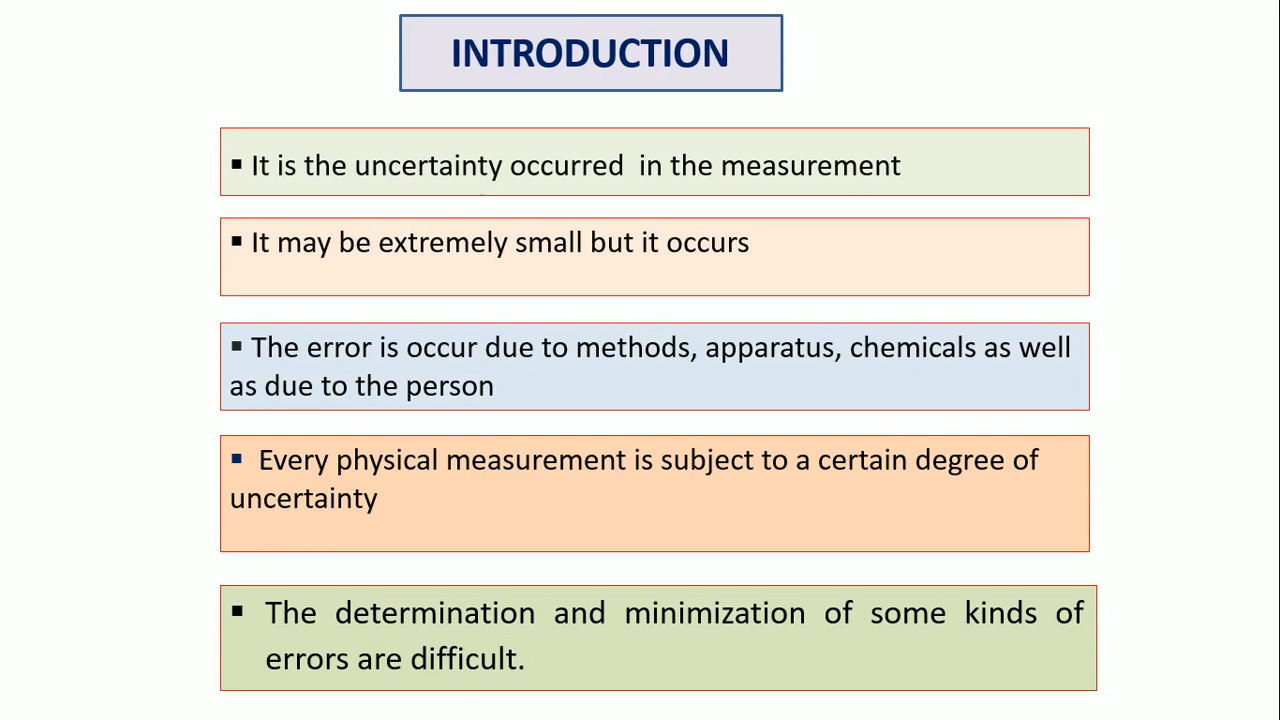 INTRODUCTION
▪ It is the uncertainty occurred in the measurement
▪ It may be extremely small but it occurs
▪ The error is occur due to methods, apparatus, chemicals as well
as due to the person
▪ Every physical measurement is subject to a certain degree of
uncertainty
▪ The determination and minimization of some kinds of
errors are difficult.